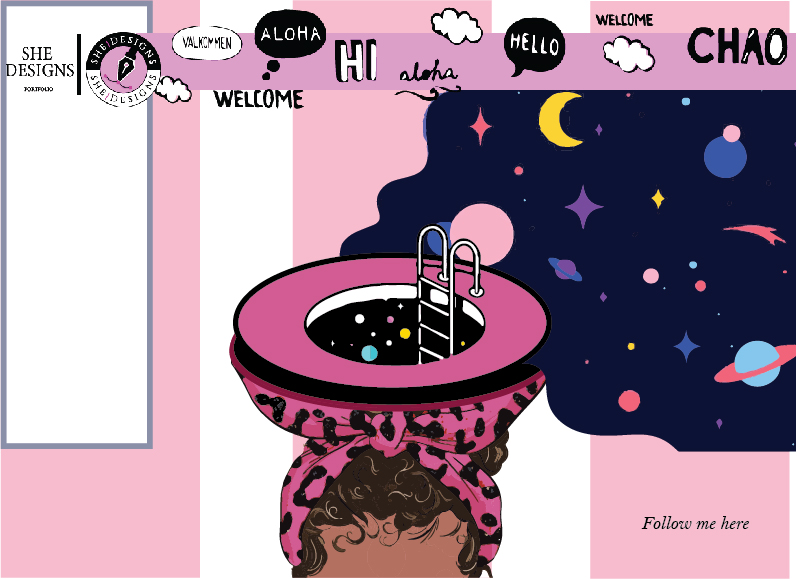 SHE
DESIGNS
PORTFOLIO
SHE|DESIGNS
SHE|DESIGNS
VALKOMMEN
ALOHA
WELCOME
HI
aloha
HELLO
WELCOME
CHAO
Follow me here